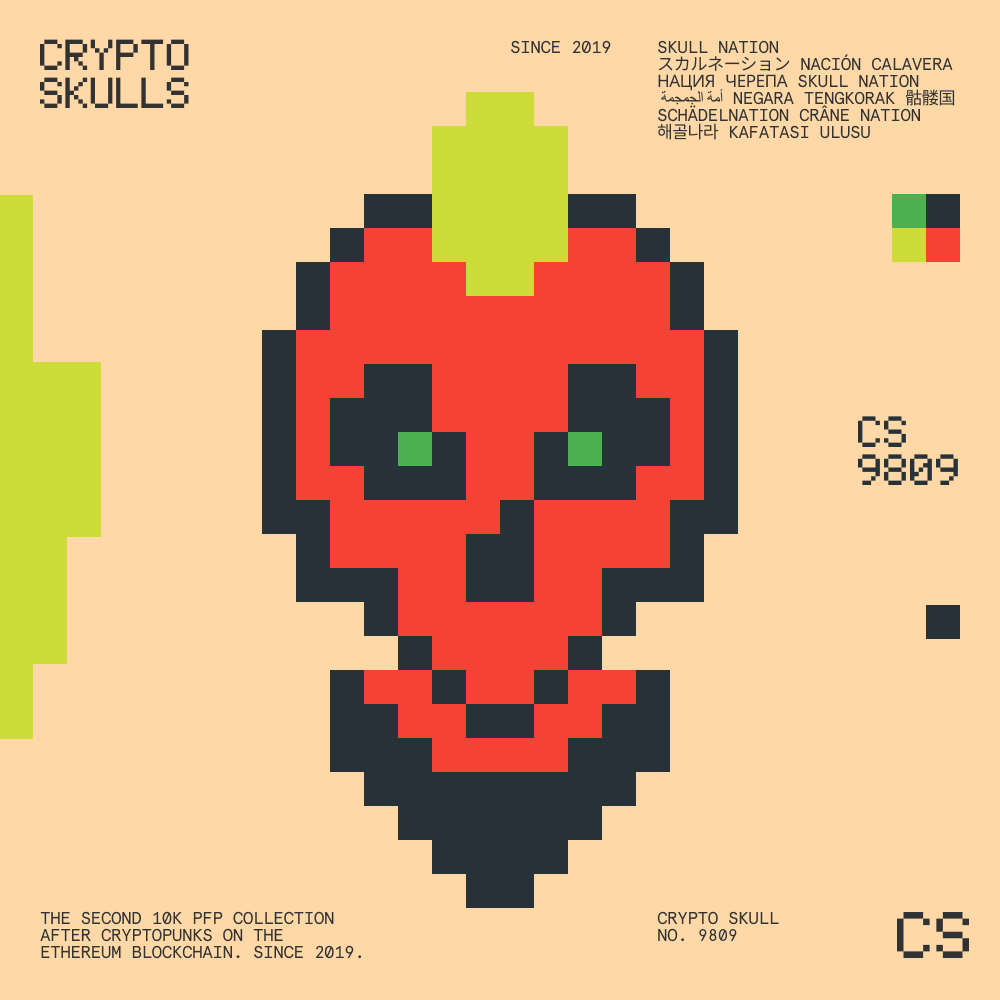 CRYPTO
SKULLS
SINCE 2019
SKULL NATION
スカルネーション NACIÓN CALAVERA
НАЦИЯ ЧЕРЕПА SKULL NATION
أمة الجمجمة NEGARA TENGKORAK 骷髅国
SCHÄDELNATION CRÂNE NATION
해골나라 KAFATASI ULUSU
CS
9809
THE SECOND 10K PFP COLLECTION
AFTER CRYPTOPUNKS ON THE
ETHEREUM BLOCKCHAIN. SINCE 2019.
CRYPTO SKULL
NO. 9809
CS